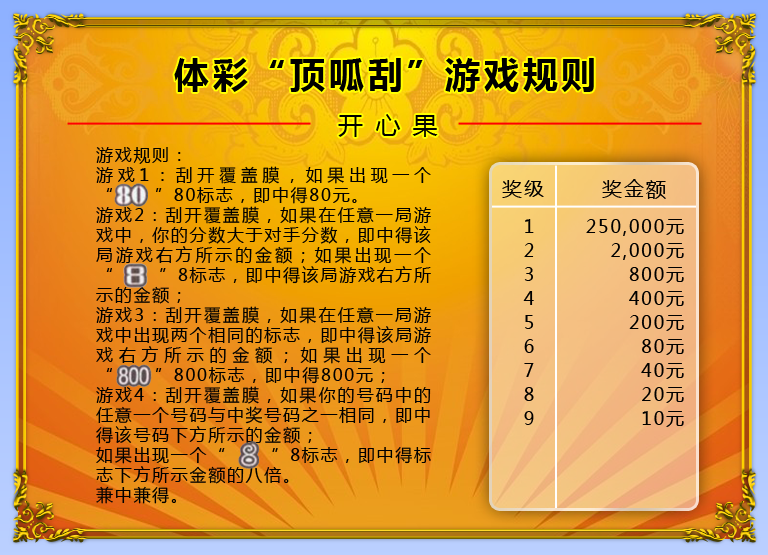 体彩“顶呱刮”游戏规则
开心果
游戏规则：
游戏1：刮开覆盖膜，如果出现一个
“80”80标志，即中得80元。
游戏2：刮开覆盖膜，如果在任意一局游
戏中，你的分数大于对手分数，即中得该
局游戏右方所示的金额；如果出现一个
“8”8标志，即中得该局游戏右方所
示的金额；
游戏3：刮开覆盖膜，如果在任意一局游
戏中出现两个相同的标志，即中得该局游
戏右方所示的金额；如果出现一个
“800”800标志，即中得800元；
游戏4：刮开覆盖膜，如果你的号码中的
任意一个号码与中奖号码之一相同，即中
得该号码下方所示的金额；
如果出现一个“8”8标志，即中得标
志下方所示金额的八倍。
兼中兼得。
奖级 奖金额
1 250,000元
2 2,000元
3 800元
4 400元
5 200元
6 80元
7 40元
8 20元
9 10元